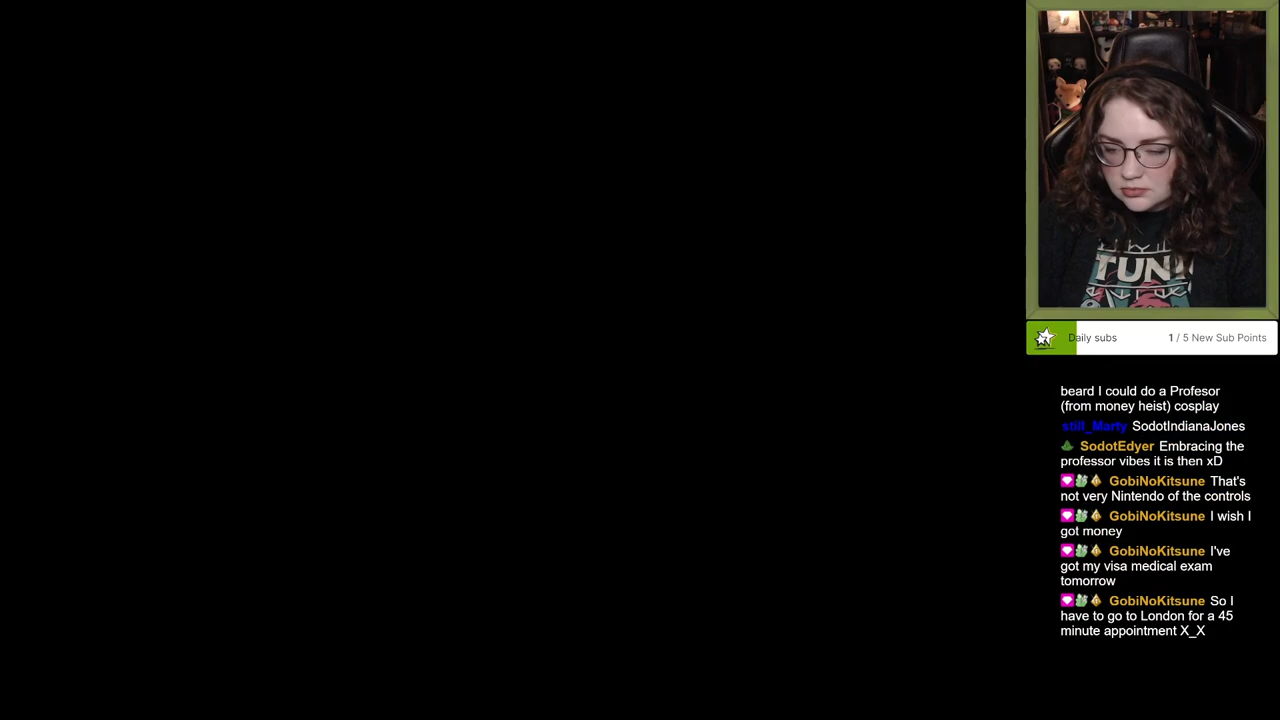 TUNI
Daily subs 1 / 5 New Sub Points
beard I could do a Profesor
(from money heist) cosplay
still_Marty SodotIndianaJones
SodotEdyer Embracing the
professor vibes it is then xD
GobiNoKitsune That's
not very Nintendo of the controls
GobiNoKitsune I wish I
got money
GobiNoKitsune I've
got my visa medical exam
tomorrow
GobiNoKitsune So I
have to go to London for a 45
minute appointment X_X